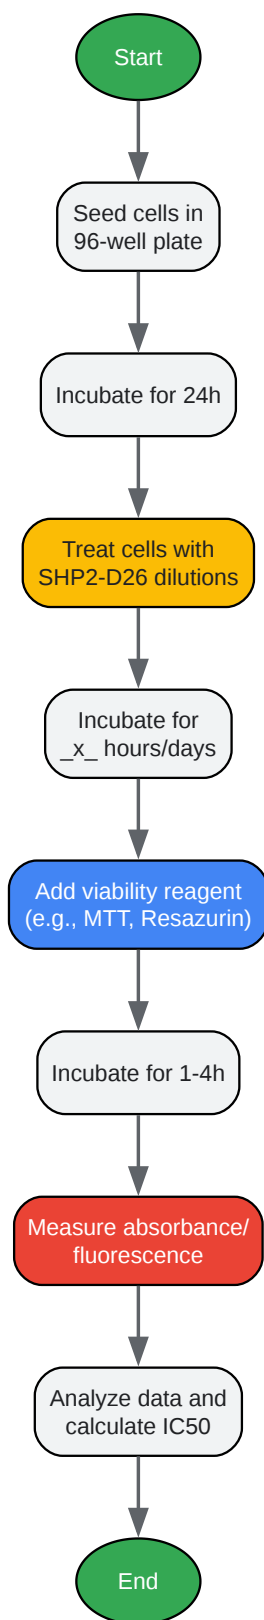 Start
Seed cells in
96-well plate
Incubate for 24h
Treat cells with
SHP2-D26 dilutions
Incubate for
_x_ hours/days
Add viability reagent
(e.g., MTT, Resazurin)
Incubate for 1-4h
Measure absorbance/
fluorescence
Analyze data and
calculate IC50
End